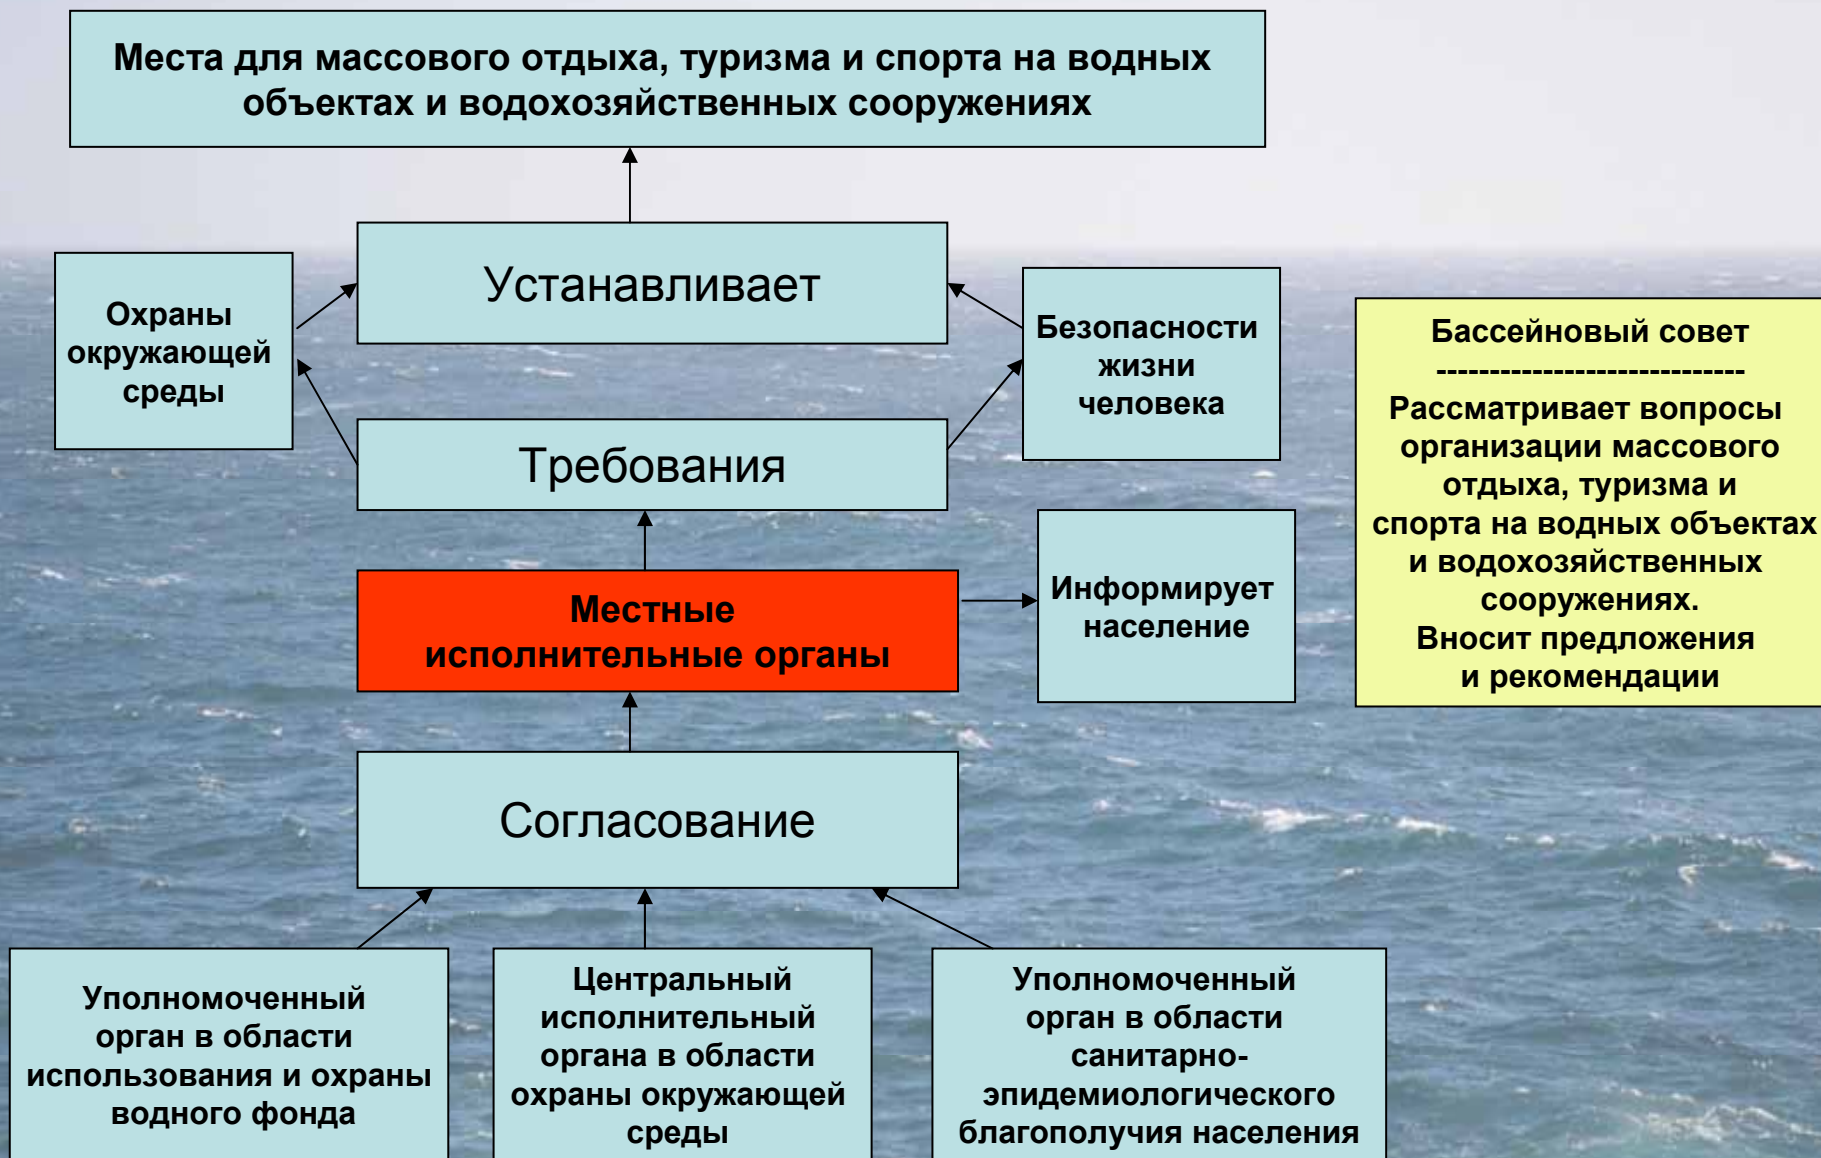 Места для массового отдыха, туризма и спорта на водных
объектах и водохозяйственных сооружениях
Устанавливает
Охраны
окружающей
среды
Безопасности
жизни
человека
Требования
Местные
исполнительные органы
Информирует
население
Согласование
Уполномоченный
орган в области
использования и охраны
водного фонда
Центральный
исполнительный
органа в области
охраны окружающей
среды
Уполномоченный
орган в области
санитарно-
эпидемиологического
благополучия населения
Бассейновый совет
-----------------------------
Рассматривает вопросы
организации массового
отдыха, туризма и
спорта на водных объектах
и водохозяйственных
сооружениях.
Вносит предложения
и рекомендации